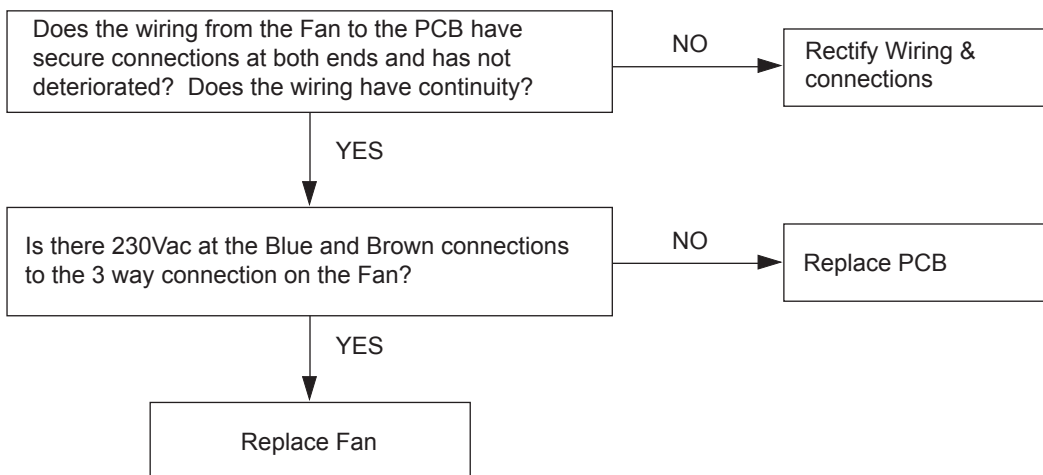 Does the wiring from the Fan to the PCB have
secure connections at both ends and has not
deteriorated? Does the wiring have continuity?
NO
Rectify Wiring &
connections
YES
Is there 230Vac at the Blue and Brown connections
to the 3 way connection on the Fan?
NO
Replace PCB
YES
Replace Fan